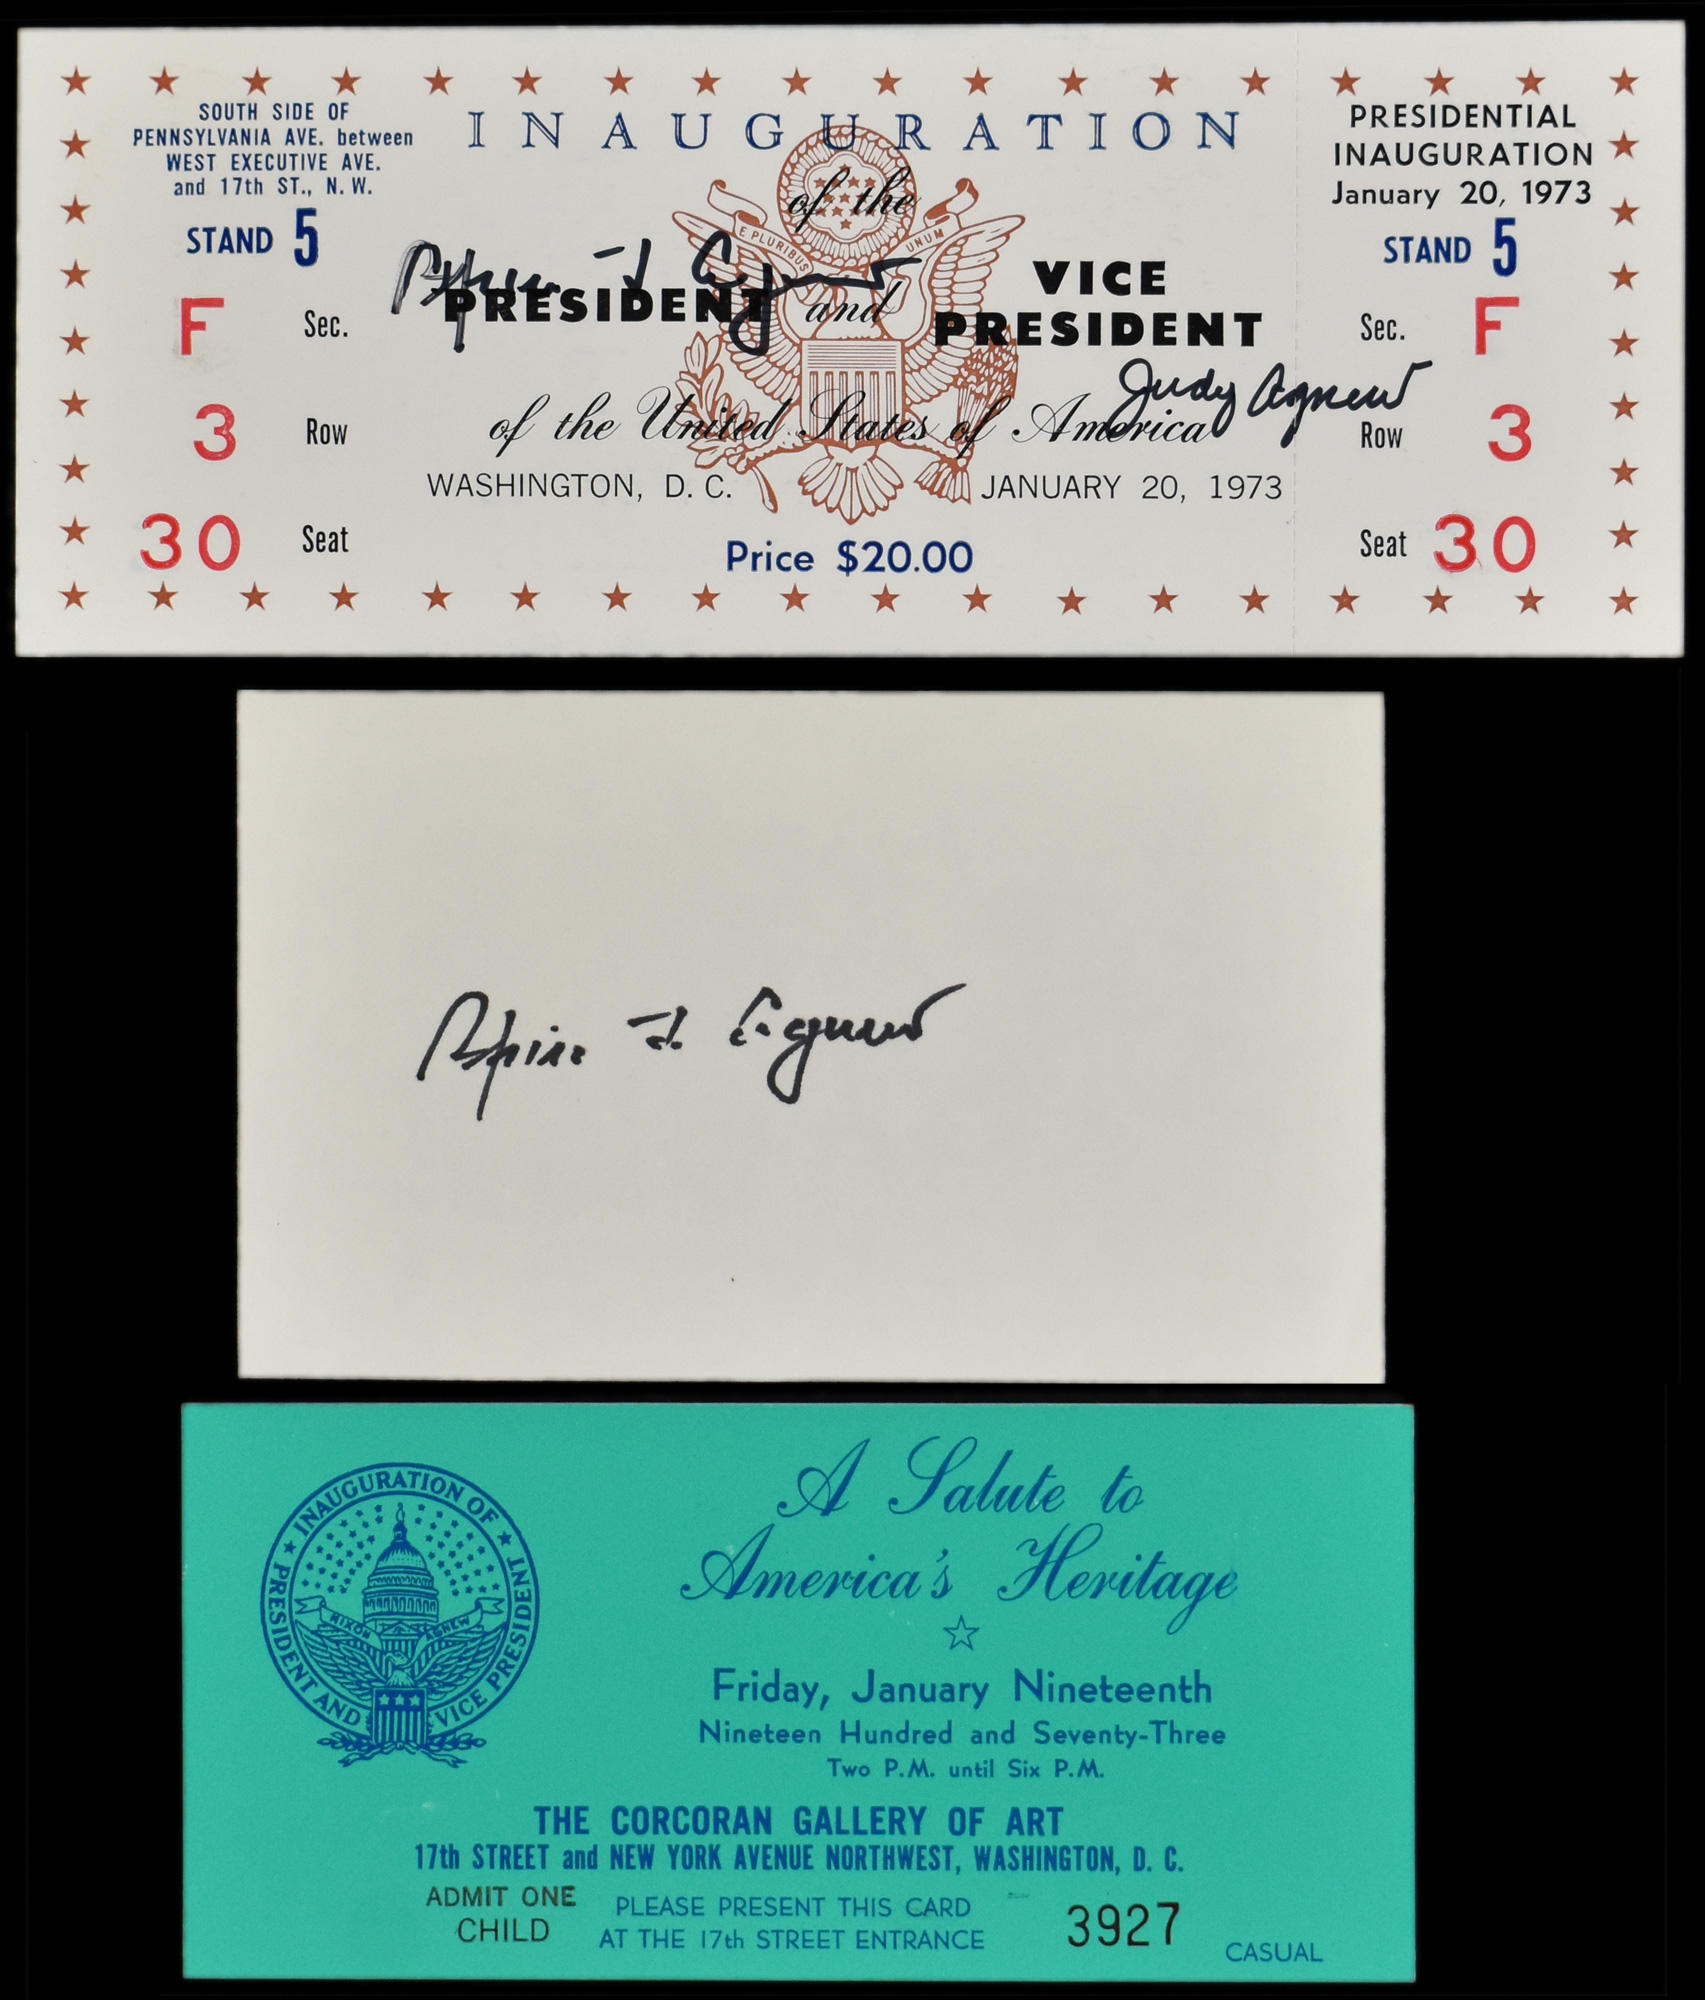 SOUTH SIDE OF
PENNSYLVANIA AVE. between
WEST EXECUTIVE AVE.
and 17th ST., N. W.
STAND 5
F Sec.
3 Row
30 Seat
INAUGURATION
of the
E PLURIBUS UNUM
Spiro T. Agnew
PRESIDENT and VICE PRESIDENT
Judy Agnew
of the United States of America
WASHINGTON, D. C. JANUARY 20, 1973
Price $20.00
PRESIDENTIAL
INAUGURATION
January 20, 1973
STAND 5
Sec. F
Row 3
Seat 30
Spiro T. Agnew
★ INAUGURATION OF ★
PRESIDENT AND VICE PRESIDENT
NIXON AGNEW
A Salute to
America's Heritage
Friday, January Nineteenth
Nineteen Hundred and Seventy-Three
Two P.M. until Six P.M.
THE CORCORAN GALLERY OF ART
17th STREET and NEW YORK AVENUE NORTHWEST, WASHINGTON, D. C.
ADMIT ONE
CHILD
PLEASE PRESENT THIS CARD
AT THE 17th STREET ENTRANCE
3927
CASUAL